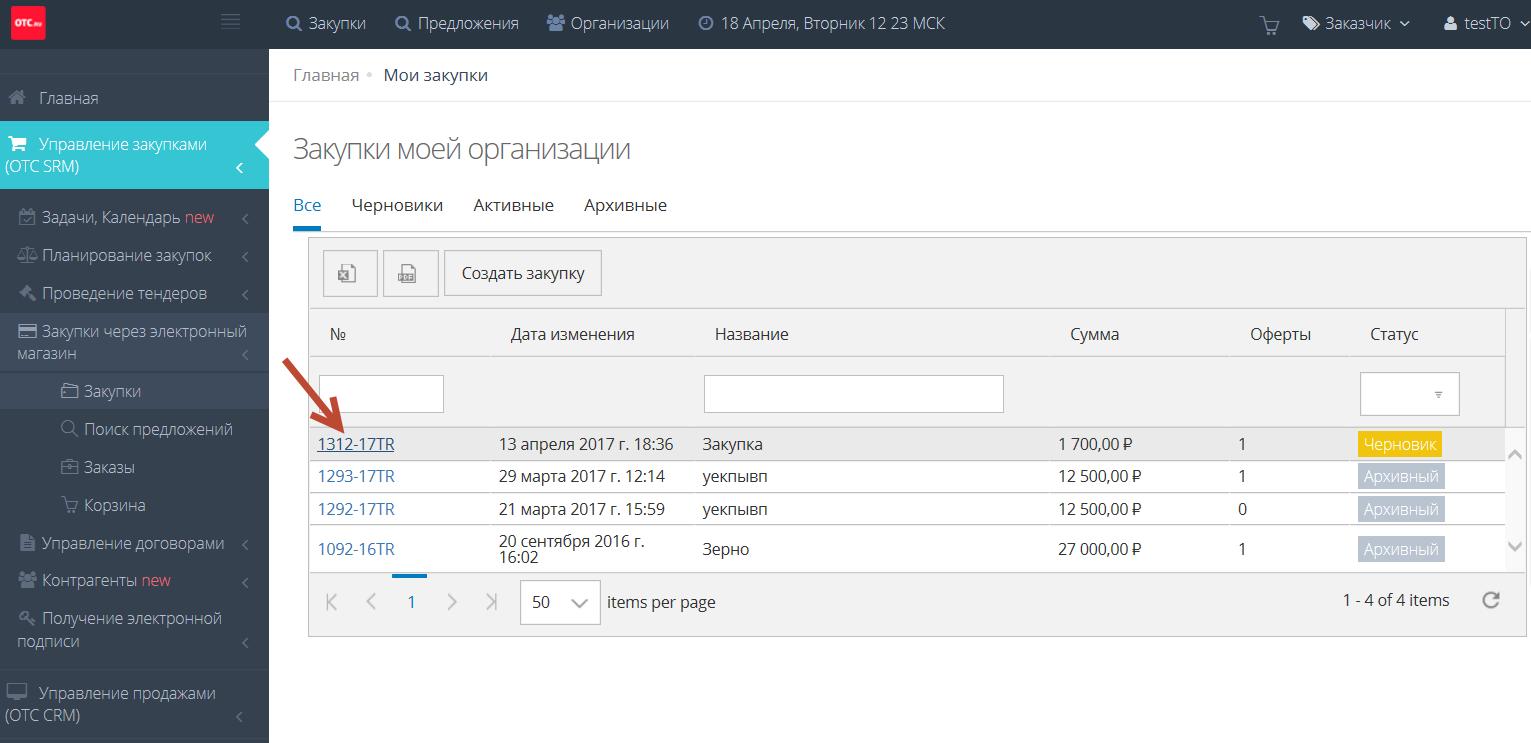 OTC.RU
Закупки
Предложения
Организации
18 Апреля, Вторник 12 23 МСК
Заказчик
testTO
Главная
Управление закупками
(OTC SRM)
Задачи, Календарь new
Планирование закупок
Проведение тендеров
Закупки через электронный
магазин
Закупки
Поиск предложений
Заказы
Корзина
Управление договорами
Контрагенты new
Получение электронной
подписи
Управление продажами
(OTC CRM)
Главная • Мои закупки
Закупки моей организации
Все Черновики Активные Архивные
PDF
Создать закупку
№ Дата изменения Название Сумма Оферты Статус
1312-17TR 13 апреля 2017 г. 18:36 Закупка 1 700,00 ₽ 1 Черновик
1293-17TR 29 марта 2017 г. 12:14 уекпывп 12 500,00 ₽ 1 Архивный
1292-17TR 21 марта 2017 г. 15:59 уекпывп 12 500,00 ₽ 0 Архивный
1092-16TR 20 сентября 2016 г. 16:02 Зерно 27 000,00 ₽ 1 Архивный
1 50 items per page 1 - 4 of 4 items